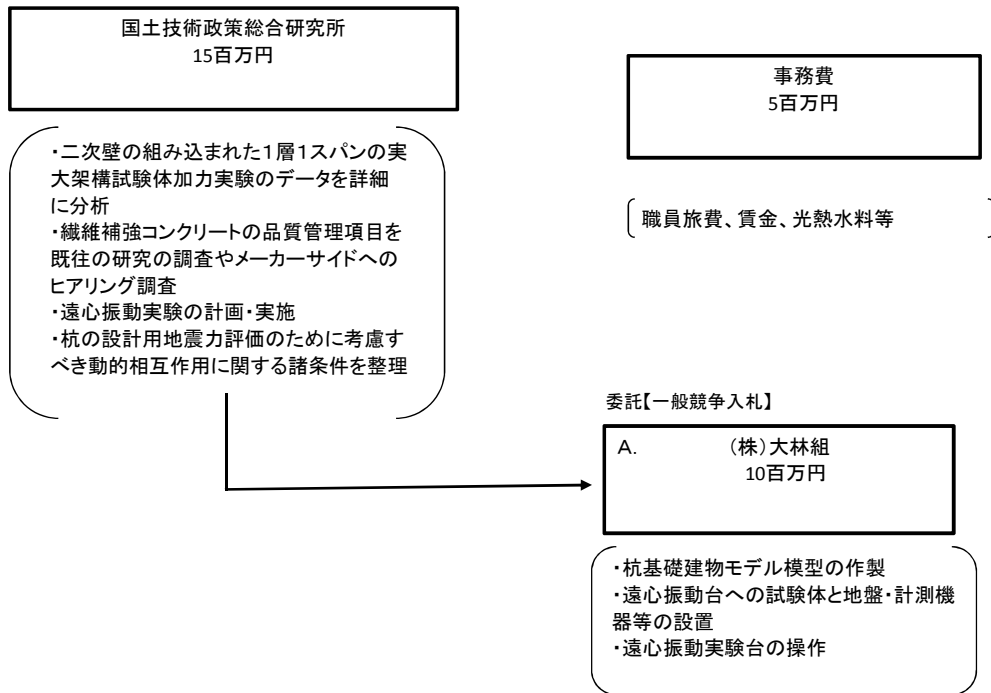 国土技術政策総合研究所
15百万円
・二次壁の組み込まれた１層１スパンの実
大架構試験体加力実験のデータを詳細
に分析
・繊維補強コンクリートの品質管理項目を
既往の研究の調査やメーカーサイドへの
ヒアリング調査
・遠心振動実験の計画・実施
・杭の設計用地震力評価のために考慮す
べき動的相互作用に関する諸条件を整理
事務費
5百万円
職員旅費、賃金、光熱水料等
委託【一般競争入札】
A. （株）大林組
10百万円
・杭基礎建物モデル模型の作製
・遠心振動台への試験体と地盤・計測機
器等の設置
・遠心振動実験台の操作